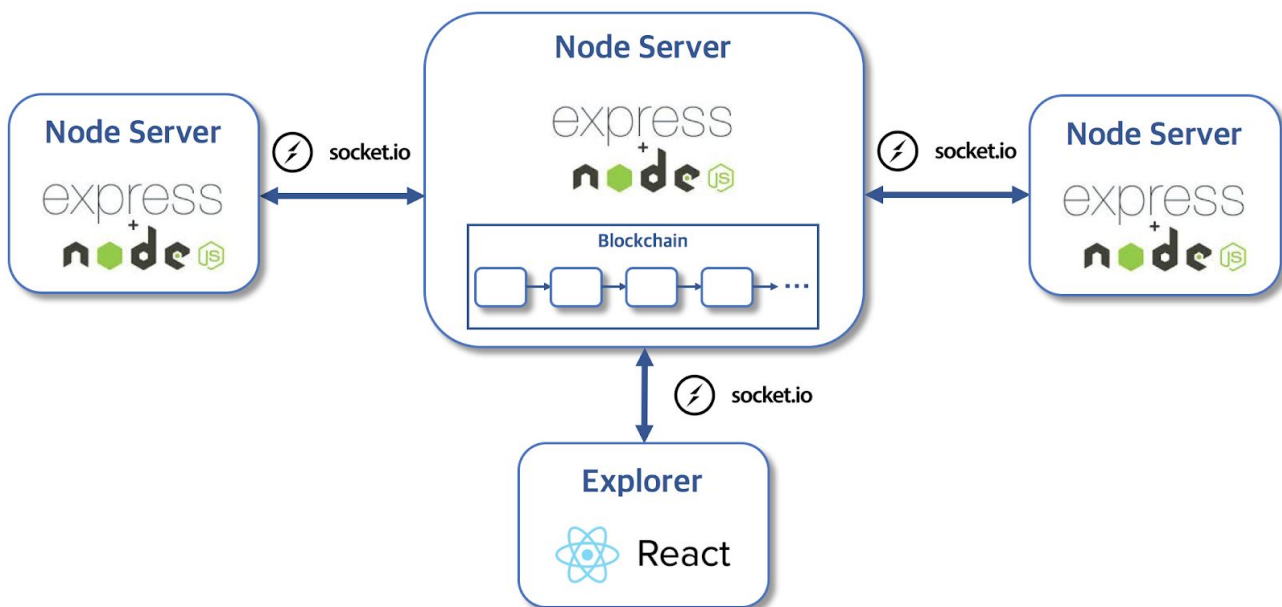 Node Server
express
+
node JS
Blockchain
...
Node Server
express
+
node JS
socket.io
socket.io
Node Server
express
+
node JS
socket.io
Explorer
React